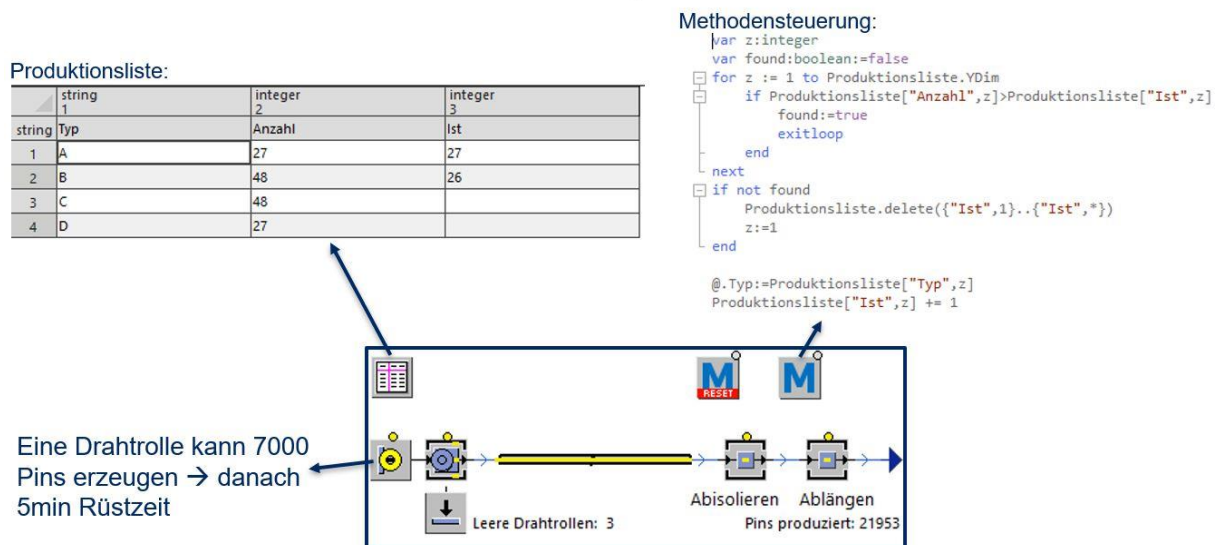 Methodensteuerung:
var z:integer
var found:boolean:=false
for z := 1 to Produktionsliste.YDim
if Produktionsliste["Anzahl",z]>Produktionsliste["Ist",z]
found:=true
exitloop
end
next
if not found
Produktionsliste.delete({"Ist",1}..{"Ist",*})
z:=1
end
@.Typ:=Produktionsliste["Typ",z]
Produktionsliste["Ist",z] += 1
Produktionsliste:
string integer integer
1 2 3
string Typ Anzahl Ist
1 A 27 27
2 B 48 26
3 C 48
4 D 27
M RESET
M
Eine Drahtrolle kann 7000
Pins erzeugen → danach
5min Rüstzeit
Abisolieren Ablängen
Leere Drahtrollen: 3
Pins produziert: 21953